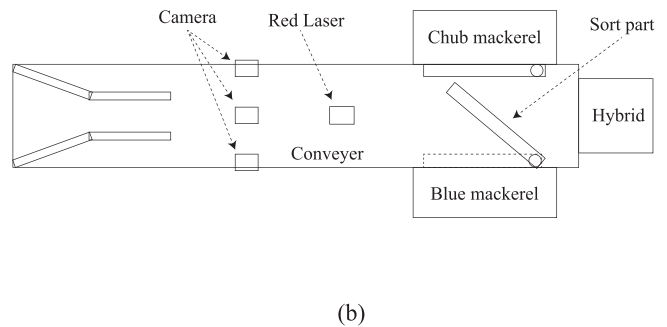 Camera
Red Laser
Chub mackerel
Sort part
Hybrid
Conveyer
Blue mackerel
(b)